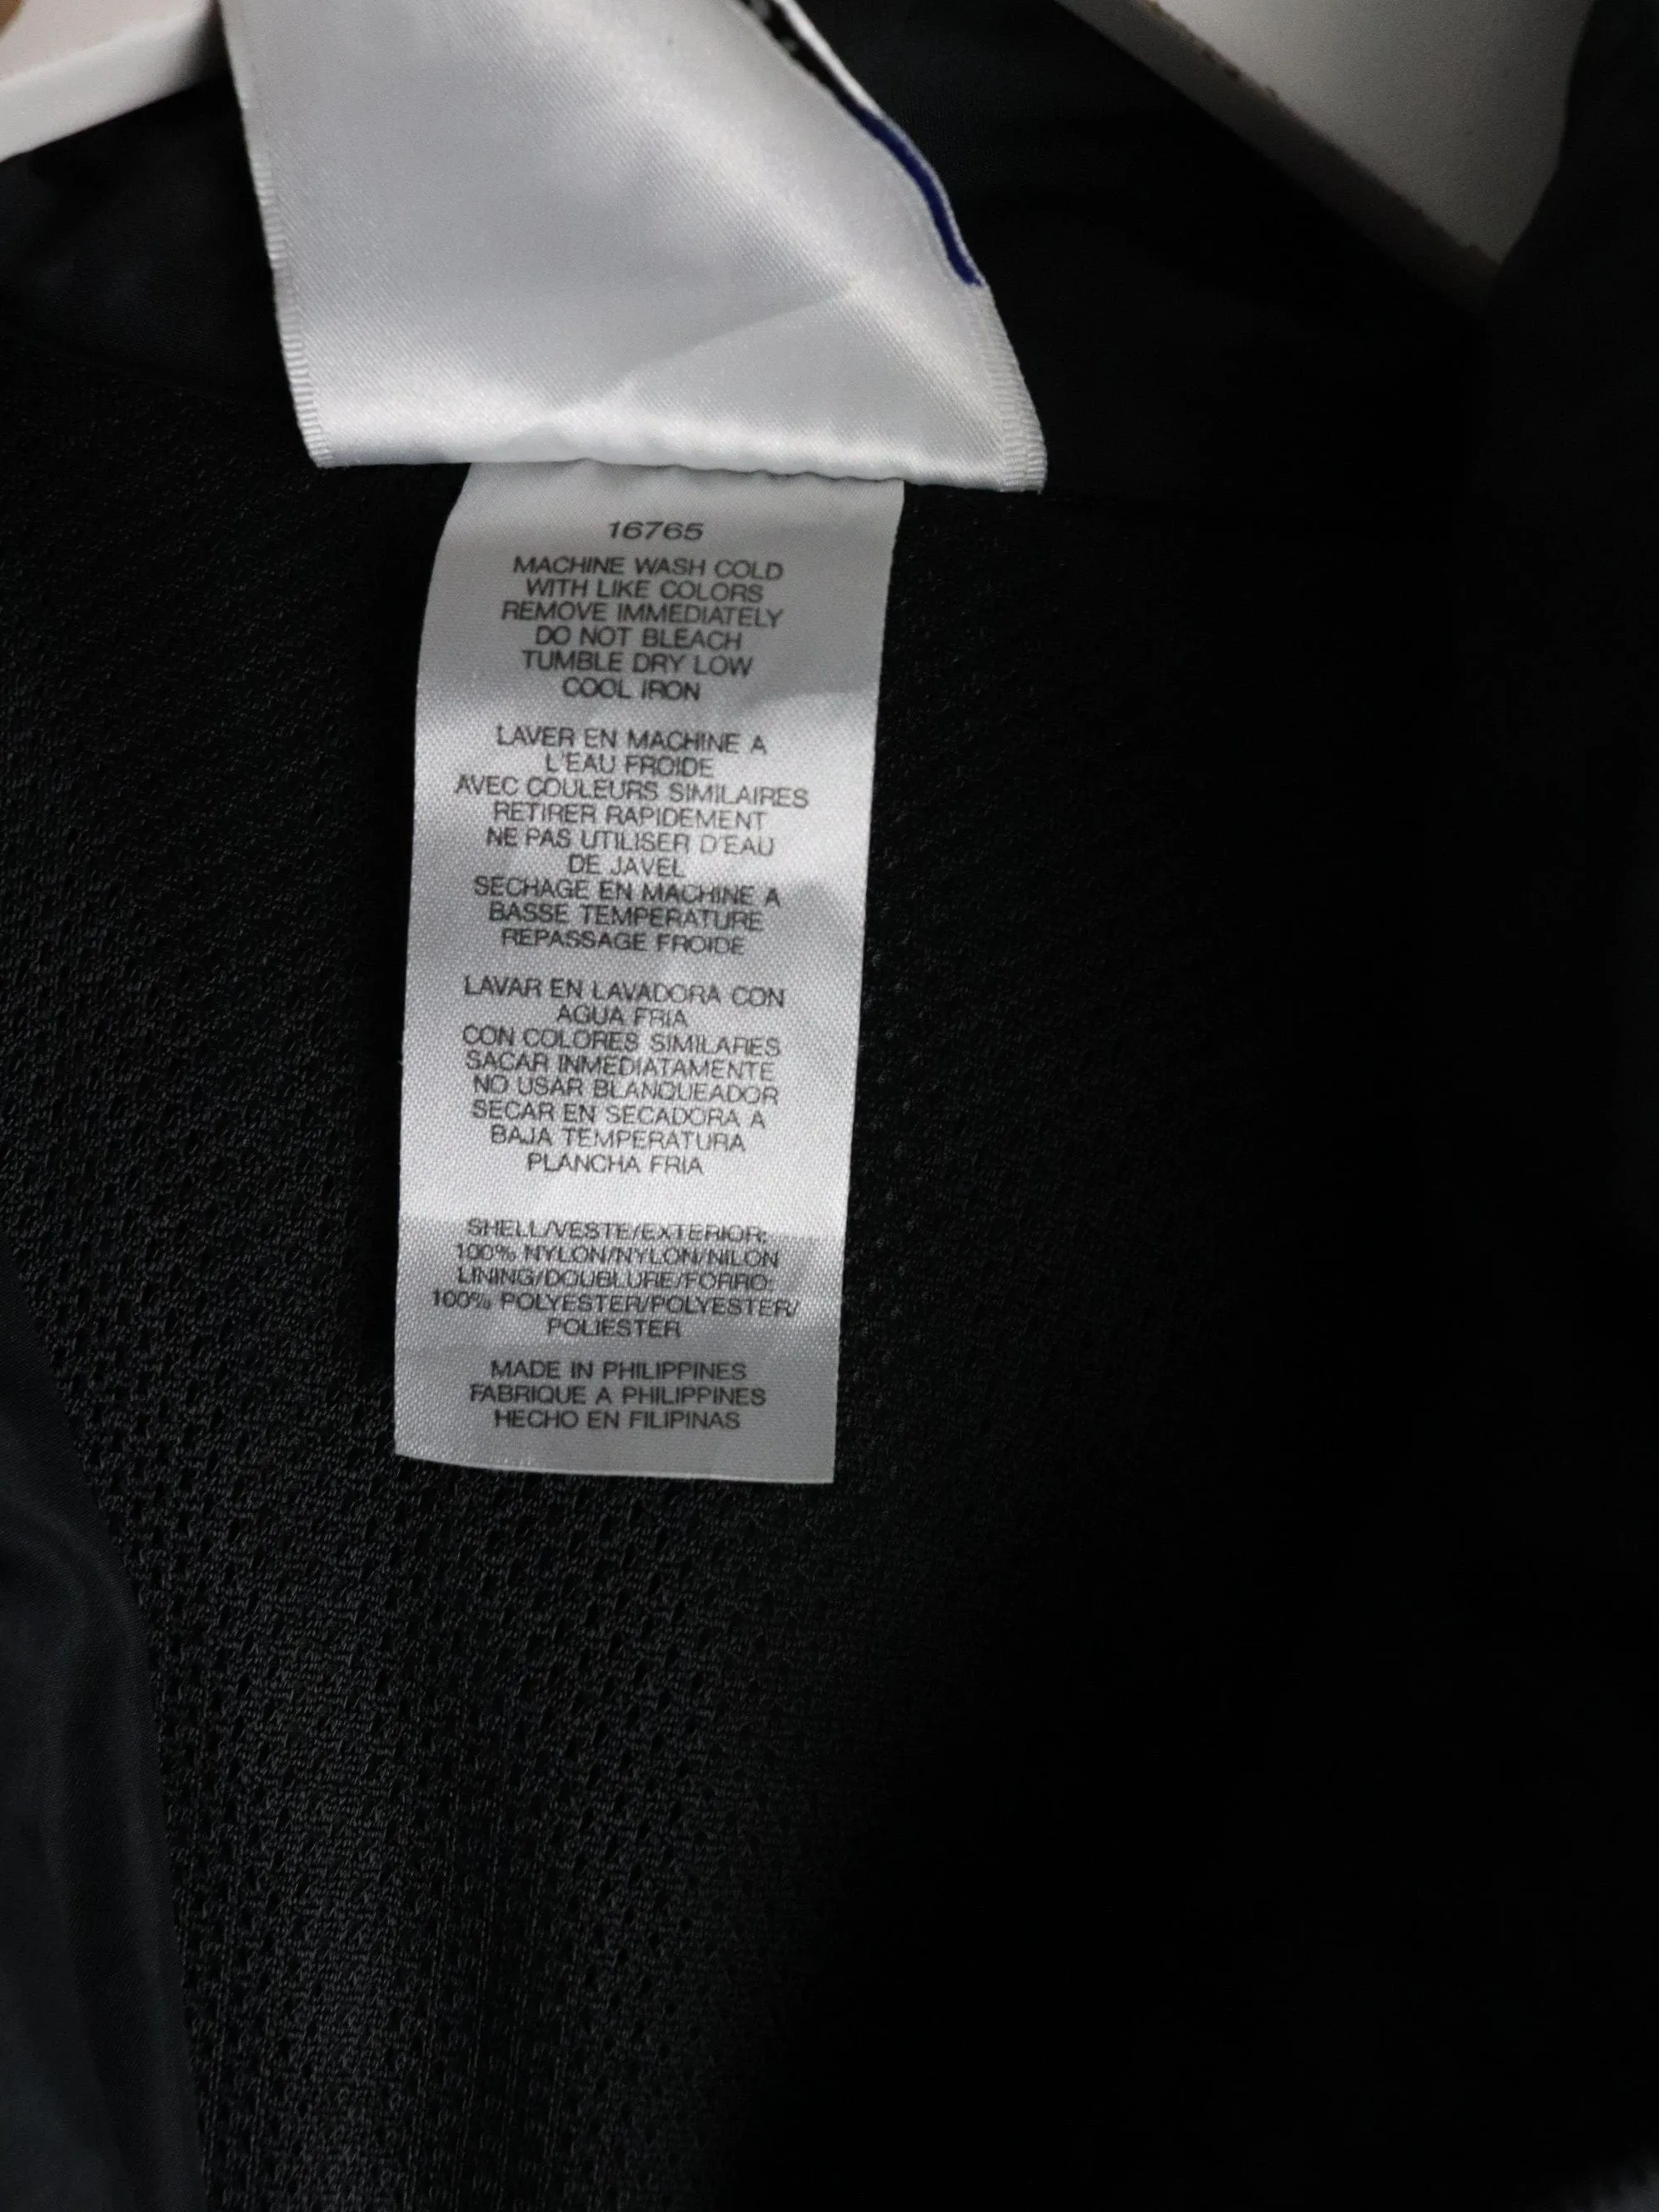 16765
MACHINE WASH COLD
WITH LIKE COLORS
REMOVE IMMEDIATELY
DO NOT BLEACH
TUMBLE DRY LOW
COOL IRON
LAVER EN MACHINE A
L'EAU FROIDE
AVEC COULEURS SIMILAIRES
RETIRER RAPIDEMENT
NE PAS UTILISER D'EAU
DE JAVEL
SECHAGE EN MACHINE A
BASSE TEMPERATURE
REPASSAGE FROIDE
LAVAR EN LAVADORA CON
AGUA FRIA
CON COLORES SIMILARES
SACAR INMEDIATAMENTE
NO USAR BLANQUEADOR
SECAR EN SECADORA A
BAJA TEMPERATURA
PLANCHA FRIA
SHELL/VESTE/EXTERIOR:
100% NYLON/NYLON/NILON
LINING/DOUBLURE/FORRO:
100% POLYESTER/POLYESTER/
POLIESTER
MADE IN PHILIPPINES
FABRIQUE A PHILIPPINES
HECHO EN FILIPINAS